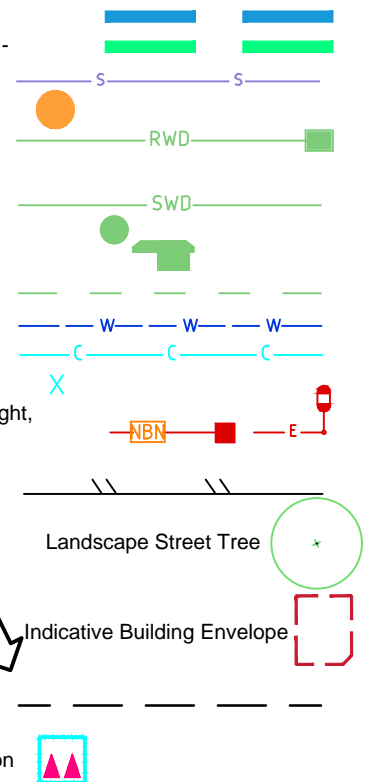 -
S S
RWD
SWD
W W W
C C C
X
ght,
NBN E
Landscape Street Tree
Indicative Building Envelope
on